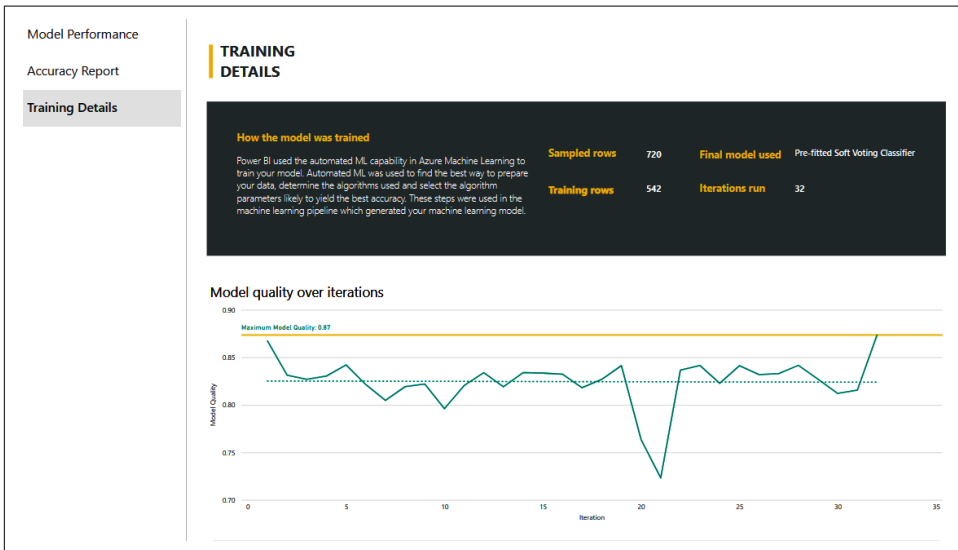 Model Performance
Accuracy Report
Training Details
TRAINING
DETAILS
How the model was trained
Power BI used the automated ML capability in Azure Machine Learning to
train your model. Automated ML was used to find the best way to prepare
your data, determine the algorithms used and select the algorithm
parameters likely to yield the best accuracy. These steps were used in the
machine learning pipeline which generated your machine learning model.
Sampled rows 720
Training rows 542
Final model used Pre-fitted Soft Voting Classifier
Iterations run 32
Model quality over iterations
Maximum Model Quality: 0.87
Model Quality
0.90
0.85
0.80
0.75
0.70
0 5 10 15 20 25 30 35
Iteration